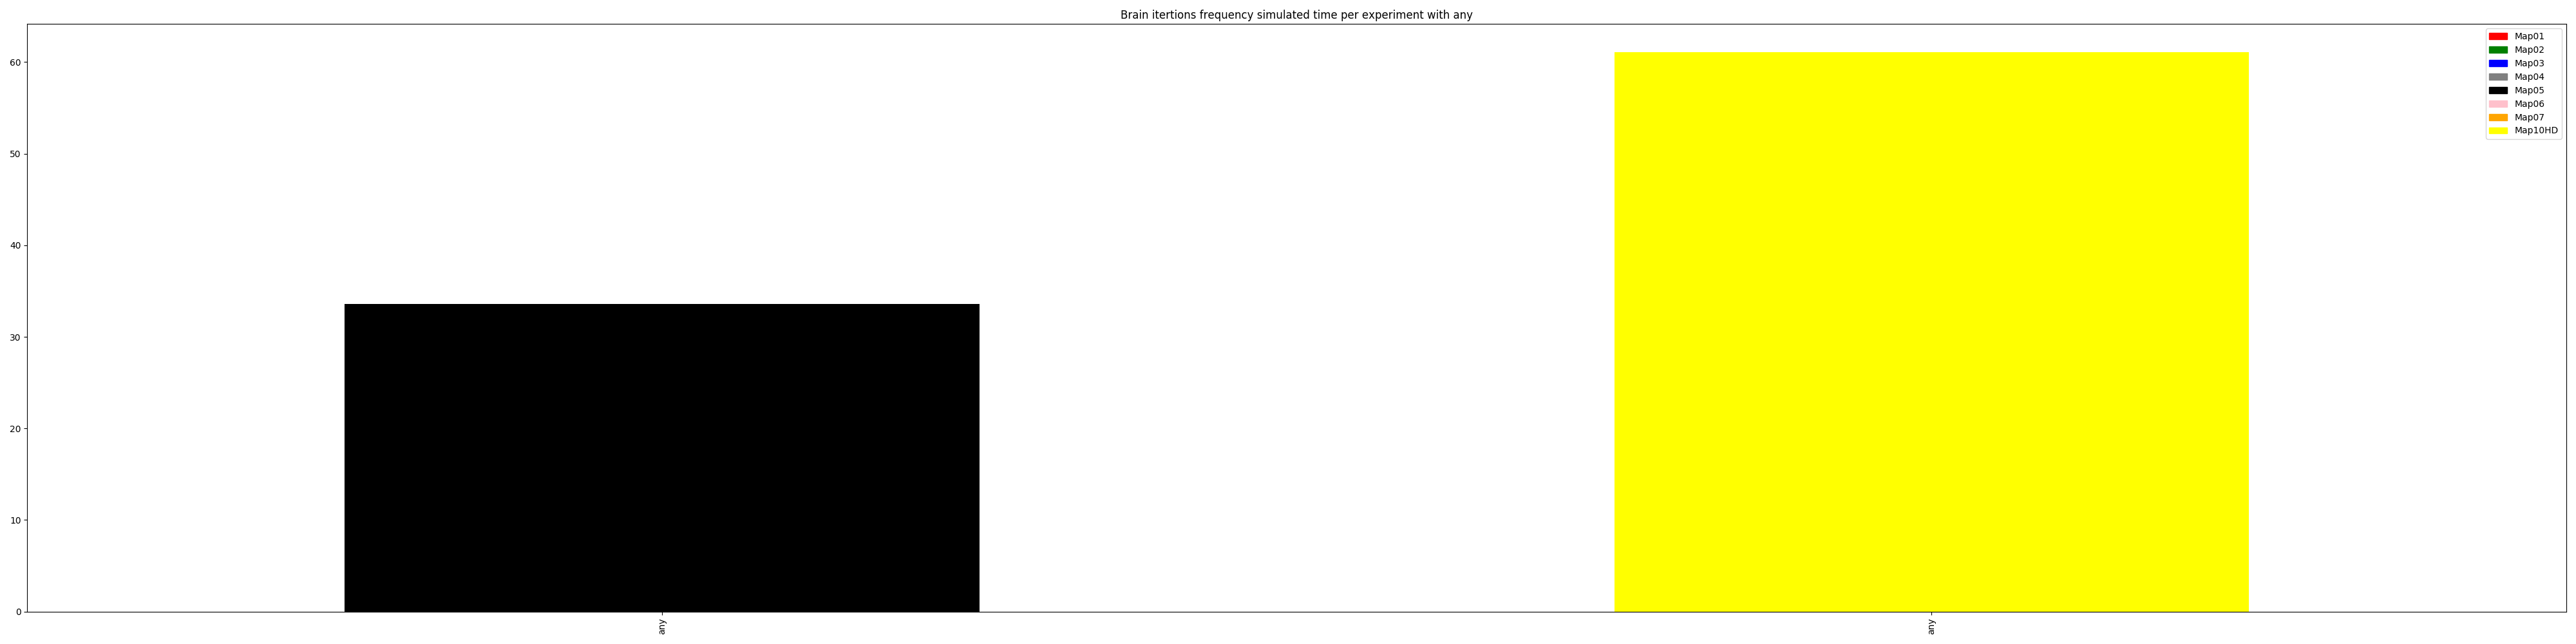 Brain itertions frequency simulated time per experiment with any
Map01
Map02
Map03
Map04
Map05
Map06
Map07
Map10HD
60
50
40
30
20
10
0
any
any